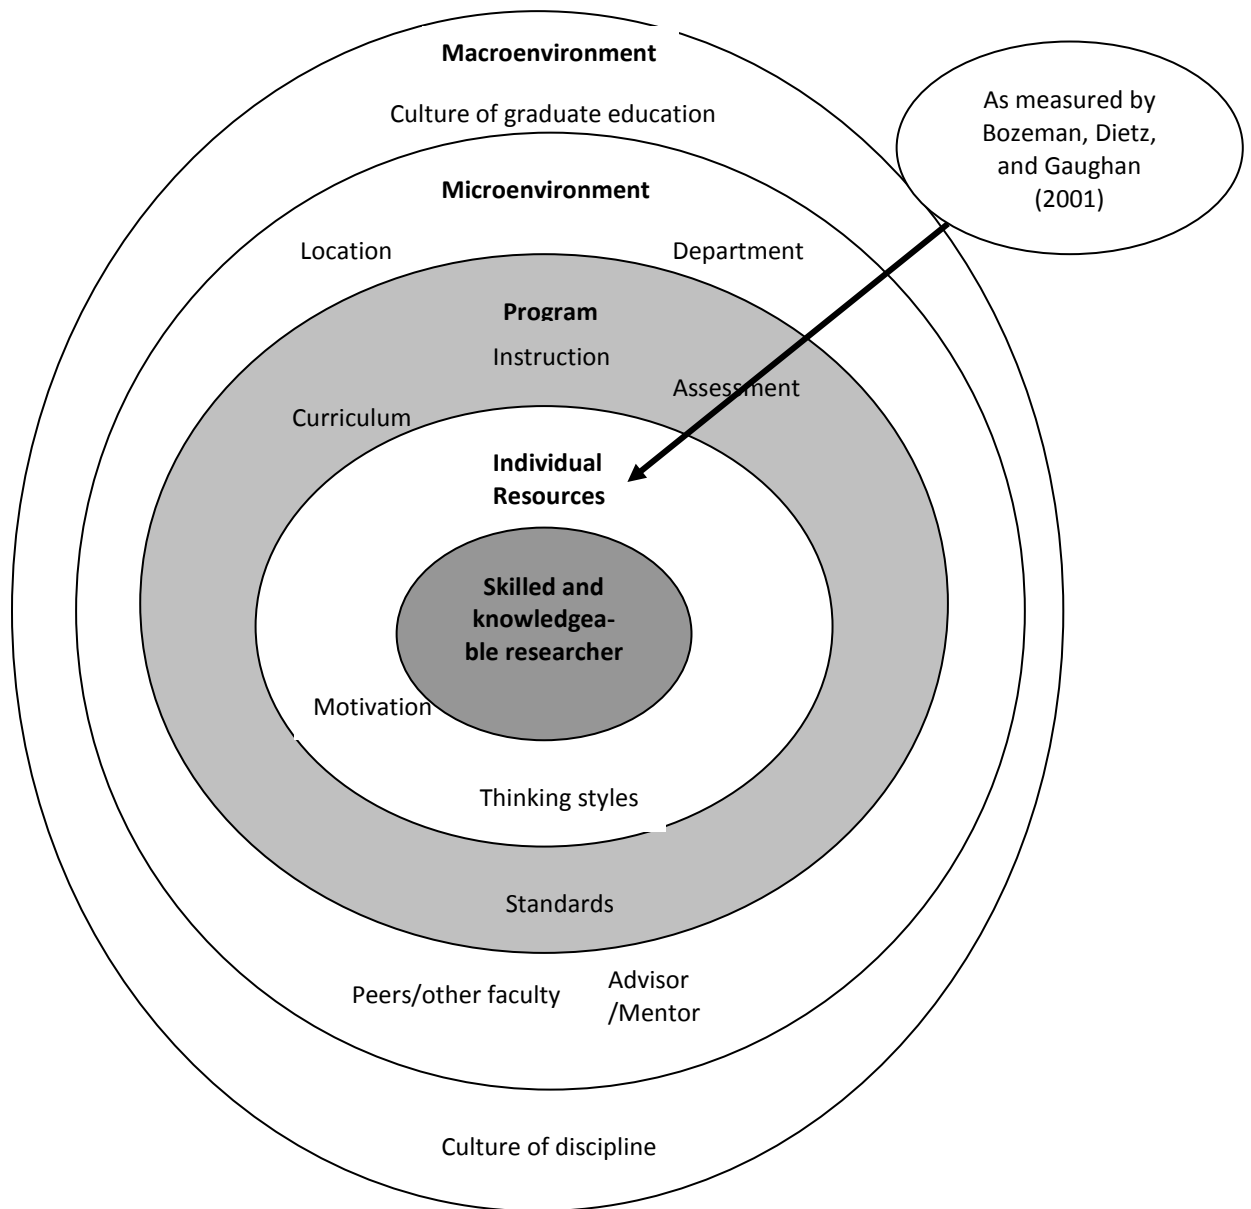 Macroenvironment
Culture of graduate education
As measured by
Bozeman, Dietz,
and Gaughan
(2001)
Microenvironment
Location
Department
Program
Instruction
Assessment
Curriculum
Individual
Resources
Skilled and
knowledgea-
ble researcher
Motivation
Thinking styles
Standards
Peers/other faculty
Advisor
/Mentor
Culture of discipline